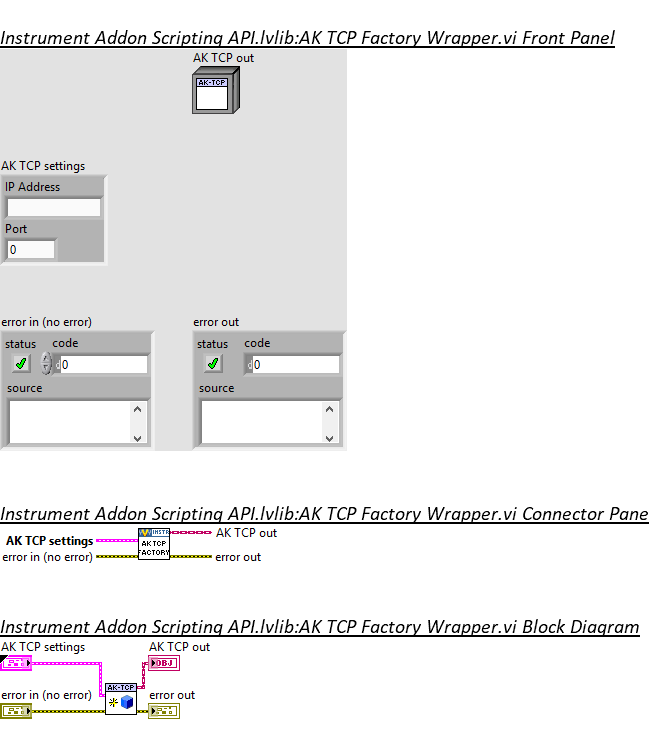 Instrument Addon Scripting API.lvlib:AK TCP Factory Wrapper.vi Front Panel
AK TCP out
AK-TCP
AK TCP settings
IP Address
Port
0
error in (no error)
error out
status code
status code
d 0
d 0
source
source
Instrument Addon Scripting API.lvlib:AK TCP Factory Wrapper.vi Connector Pane
INSTR
AK TCP settings
AK TCP out
AK TCP
FACTORY
error in (no error)
error out
Instrument Addon Scripting API.lvlib:AK TCP Factory Wrapper.vi Block Diagram
AK TCP settings
AK TCP out
OBJ
error in (no error)
AK-TCP
error out